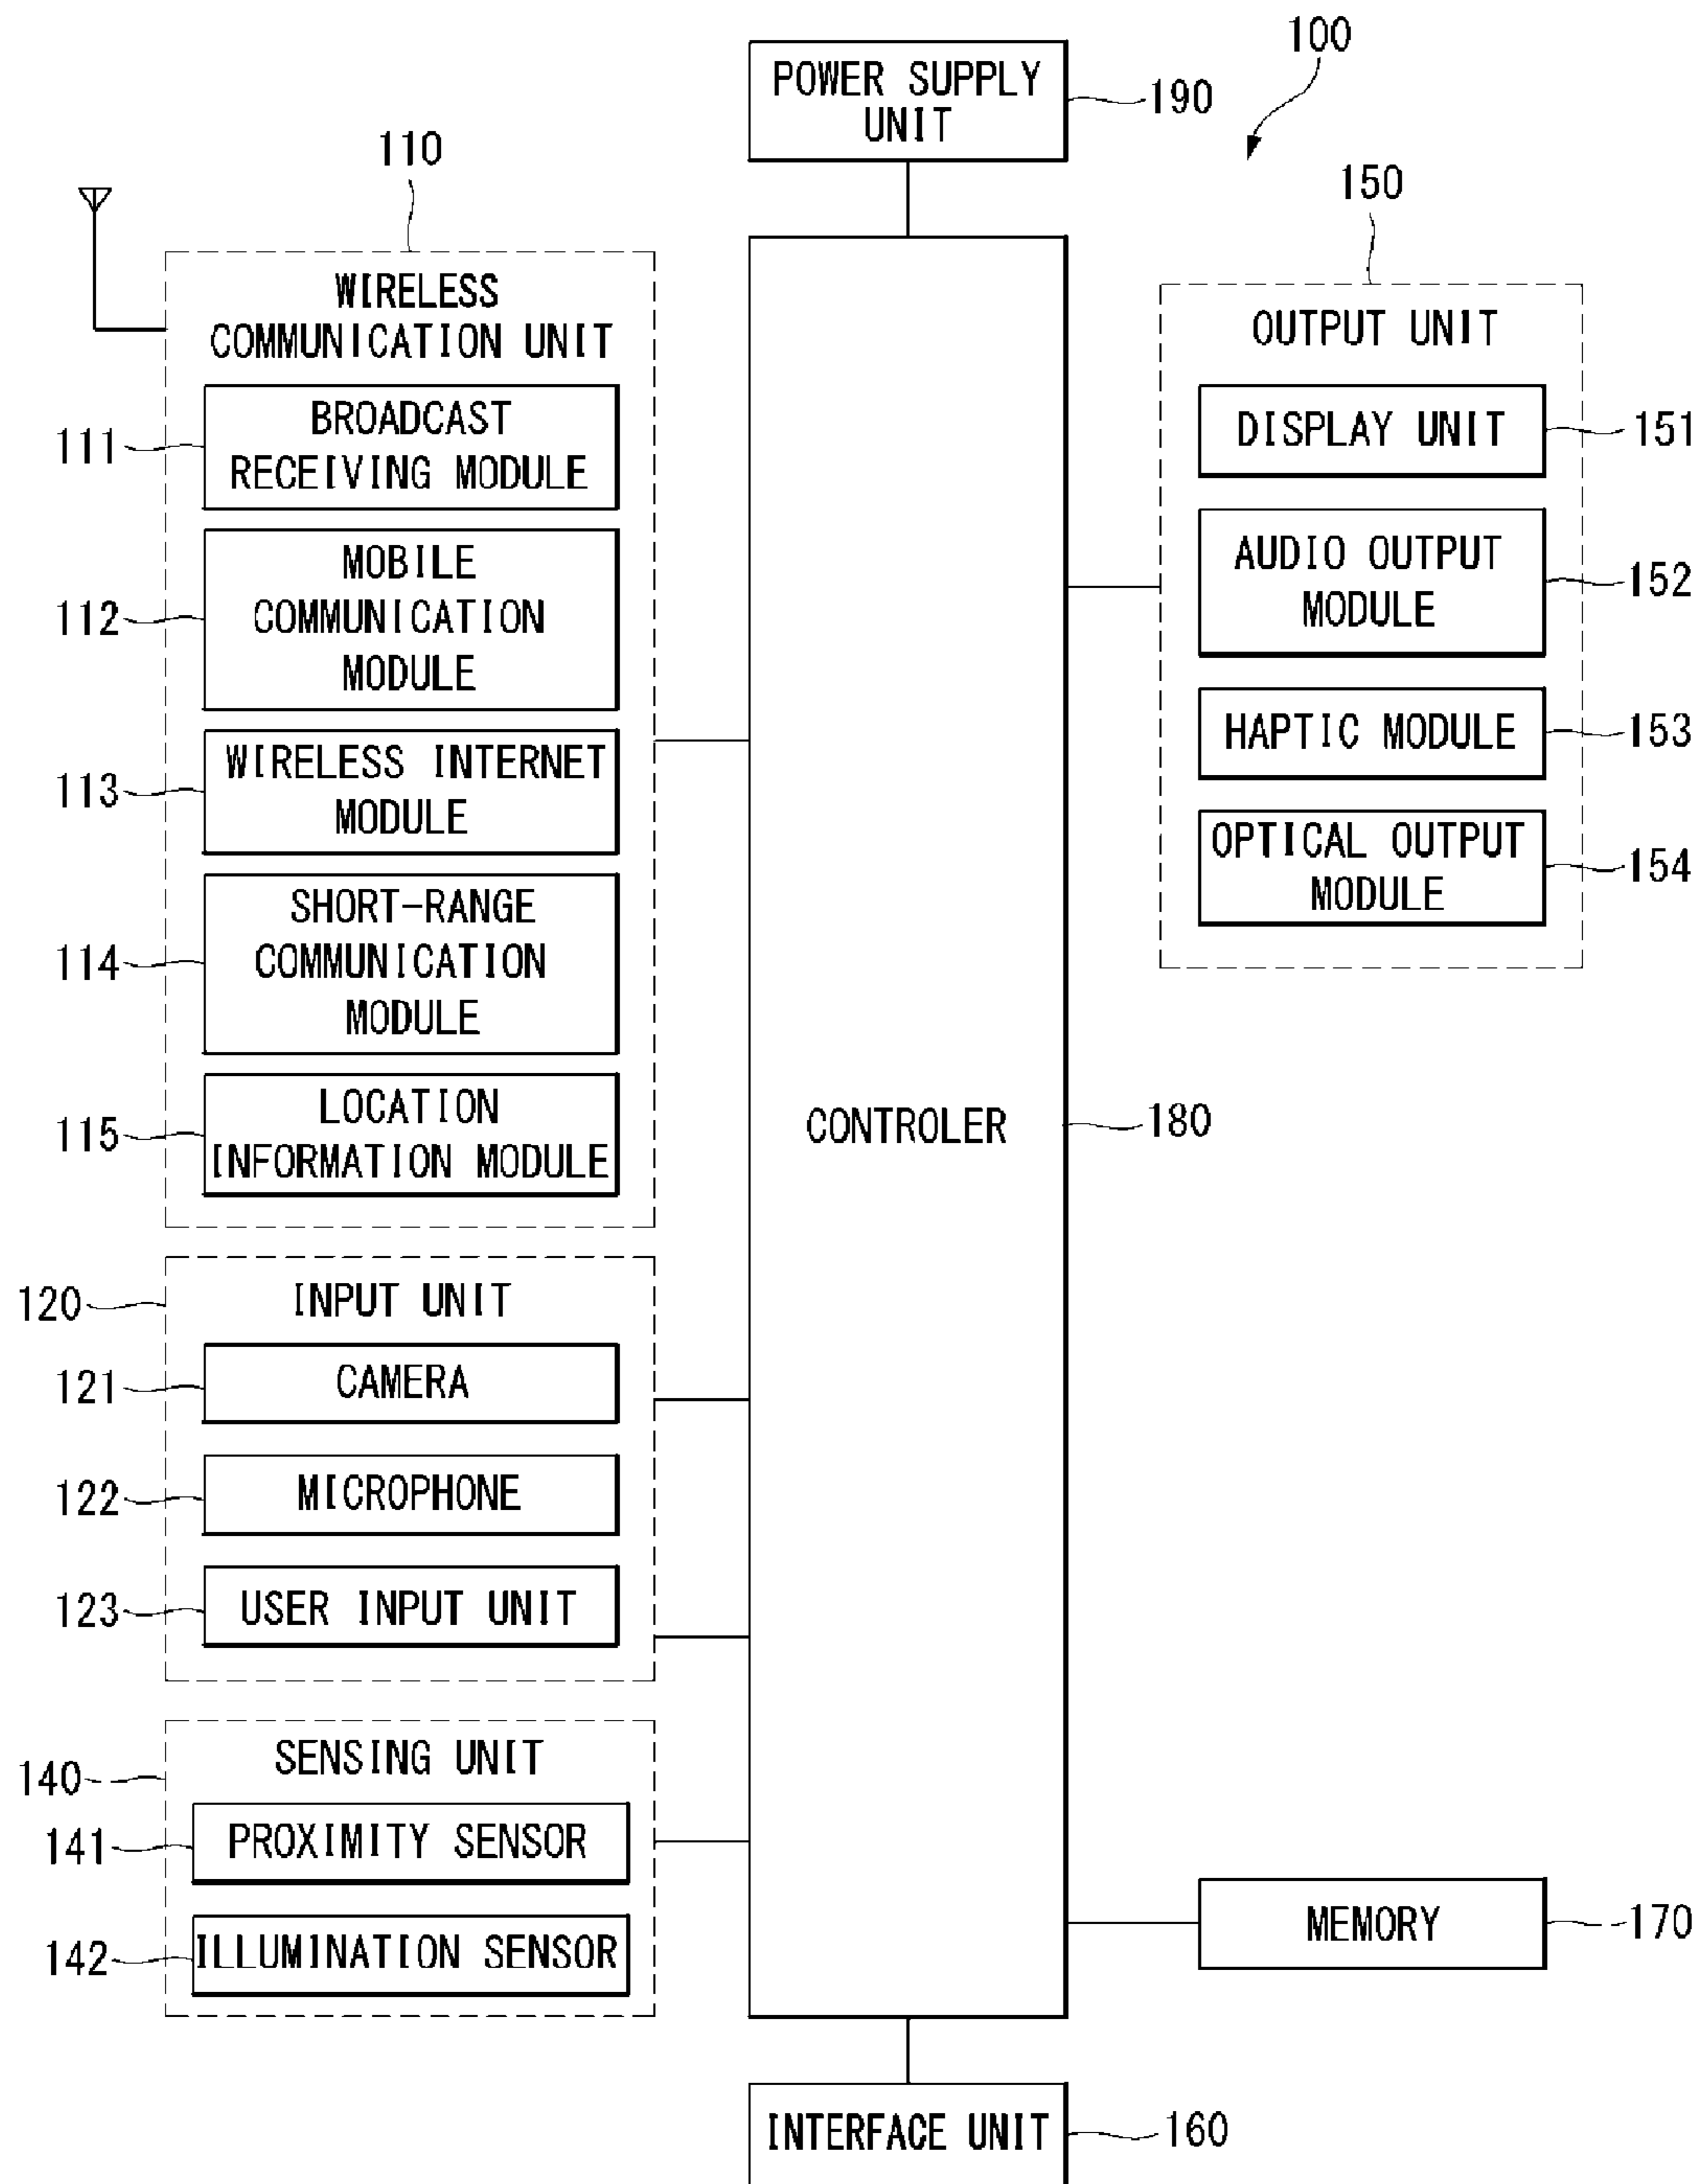 100
POWER SUPPLY
UNIT
190
110
150
WIRELESS
COMMUNICATION UNIT
BROADCAST
RECEIVING MODULE
111
MOBILE
COMMUNICATION
MODULE
112
WIRELESS INTERNET
MODULE
113
SHORT-RANGE
COMMUNICATION
MODULE
114
LOCATION
INFORMATION MODULE
115
120
INPUT UNIT
CAMERA
121
MICROPHONE
122
USER INPUT UNIT
123
SENSING UNIT
140
PROXIMITY SENSOR
141
ILLUMINATION SENSOR
142
CONTROLER
180
OUTPUT UNIT
DISPLAY UNIT
151
AUDIO OUTPUT
MODULE
152
HAPTIC MODULE
153
OPTICAL OUTPUT
MODULE
154
MEMORY
170
INTERFACE UNIT
160